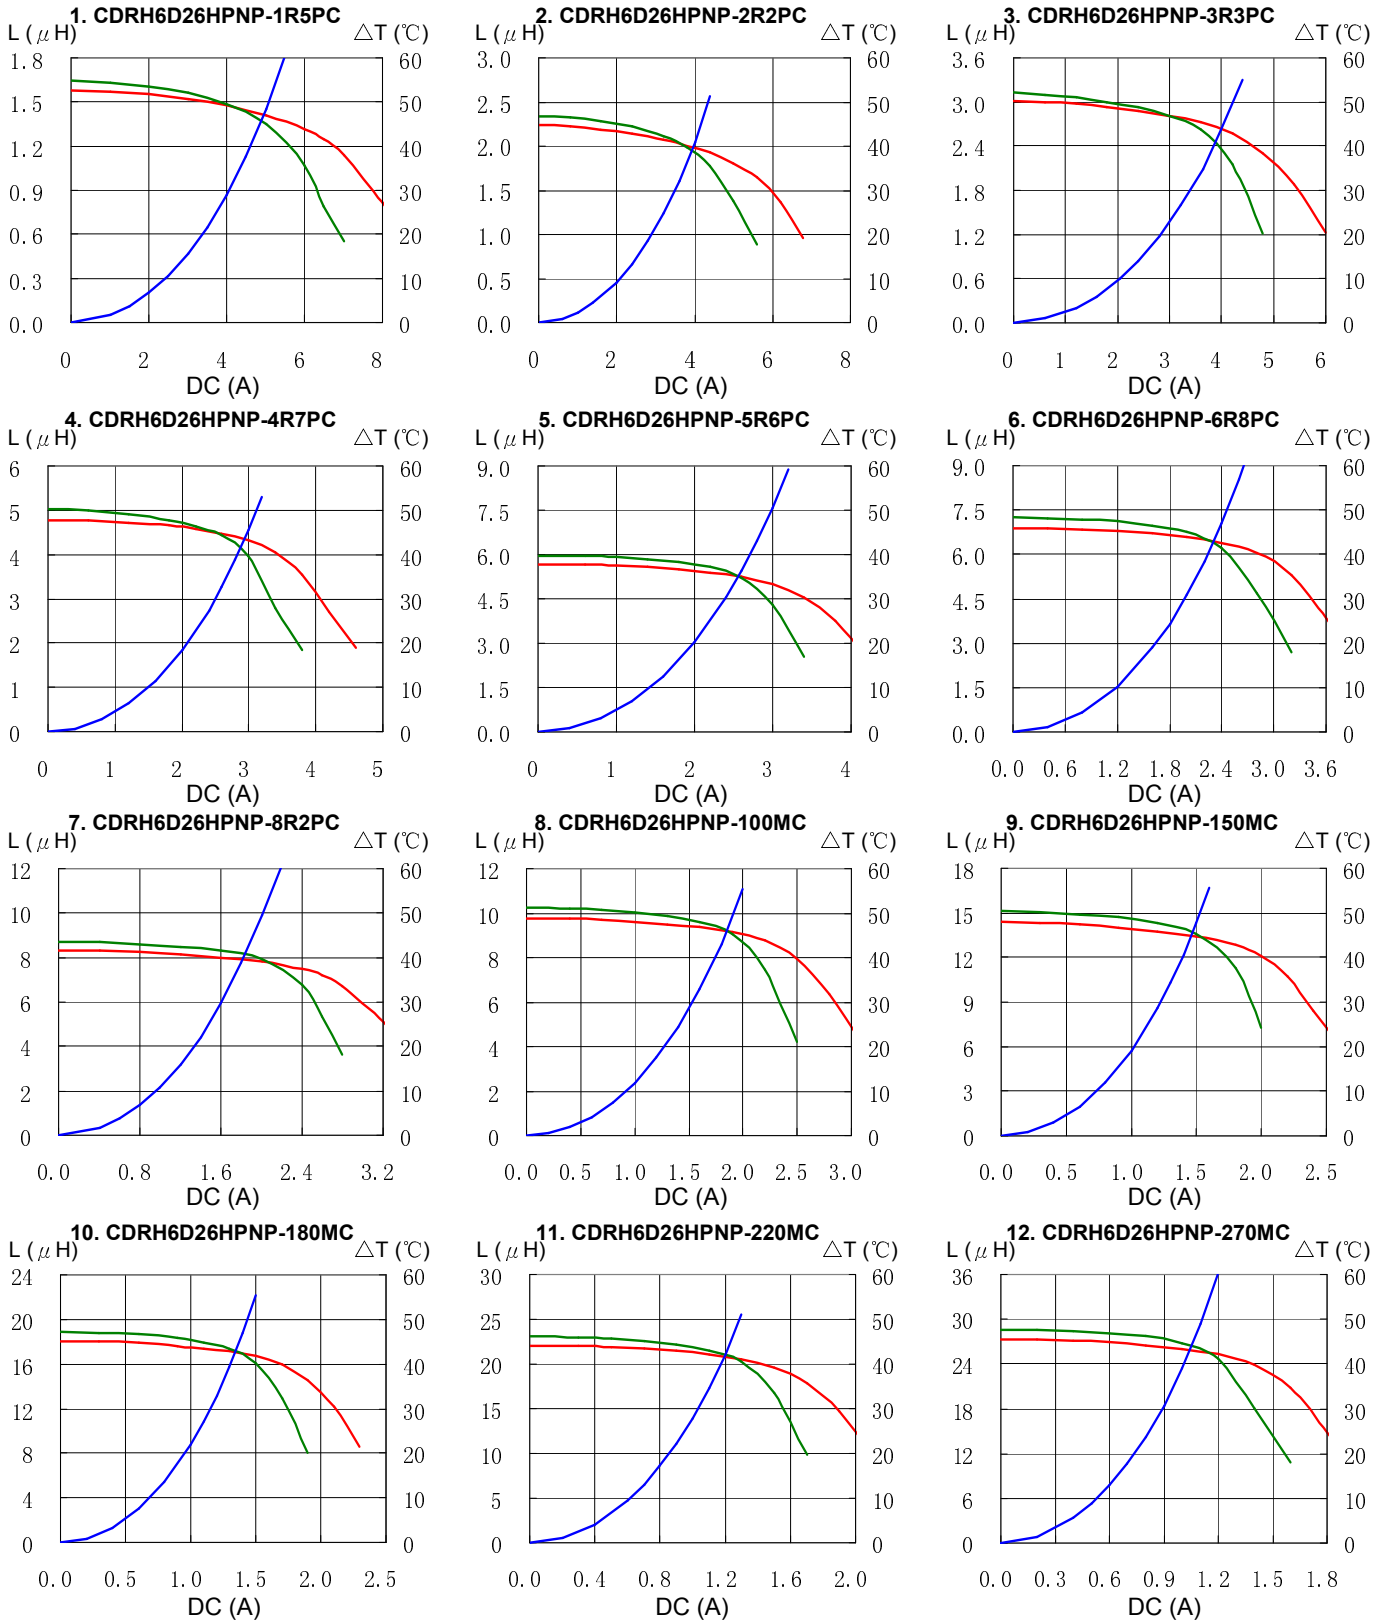 1. CDRH6D26HPNP-1R5PC
L (μH) △T (℃)
1.8 60
1.5 50
1.2 40
0.9 30
0.6 20
0.3 10
0.0 0
0 2 4 6 8
DC (A)
2. CDRH6D26HPNP-2R2PC
L (μH) △T (℃)
3.0 60
2.5 50
2.0 40
1.5 30
1.0 20
0.5 10
0.0 0
0 2 4 6 8
DC (A)
3. CDRH6D26HPNP-3R3PC
L (μH) △T (℃)
3.6 60
3.0 50
2.4 40
1.8 30
1.2 20
0.6 10
0.0 0
0 1 2 3 4 5 6
DC (A)
4. CDRH6D26HPNP-4R7PC
L (μH) △T (℃)
6 60
5 50
4 40
3 30
2 20
1 10
0 0
0 1 2 3 4 5
DC (A)
5. CDRH6D26HPNP-5R6PC
L (μH) △T (℃)
9.0 60
7.5 50
6.0 40
4.5 30
3.0 20
1.5 10
0.0 0
0 1 2 3 4
DC (A)
6. CDRH6D26HPNP-6R8PC
L (μH) △T (℃)
9.0 60
7.5 50
6.0 40
4.5 30
3.0 20
1.5 10
0.0 0
0.0 0.6 1.2 1.8 2.4 3.0 3.6
DC (A)
7. CDRH6D26HPNP-8R2PC
L (μH) △T (℃)
12 60
10 50
8 40
6 30
4 20
2 10
0 0
0.0 0.8 1.6 2.4 3.2
DC (A)
8. CDRH6D26HPNP-100MC
L (μH) △T (℃)
12 60
10 50
8 40
6 30
4 20
2 10
0 0
0.0 0.5 1.0 1.5 2.0 2.5 3.0
DC (A)
9. CDRH6D26HPNP-150MC
L (μH) △T (℃)
18 60
15 50
12 40
9 30
6 20
3 10
0 0
0.0 0.5 1.0 1.5 2.0 2.5
DC (A)
10. CDRH6D26HPNP-180MC
L (μH) △T (℃)
24 60
20 50
16 40
12 30
8 20
4 10
0 0
0.0 0.5 1.0 1.5 2.0 2.5
DC (A)
11. CDRH6D26HPNP-220MC
L (μH) △T (℃)
30 60
25 50
20 40
15 30
10 20
5 10
0 0
0.0 0.4 0.8 1.2 1.6 2.0
DC (A)
12. CDRH6D26HPNP-270MC
L (μH) △T (℃)
36 60
30 50
24 40
18 30
12 20
6 10
0 0
0.0 0.3 0.6 0.9 1.2 1.5 1.8
DC (A)